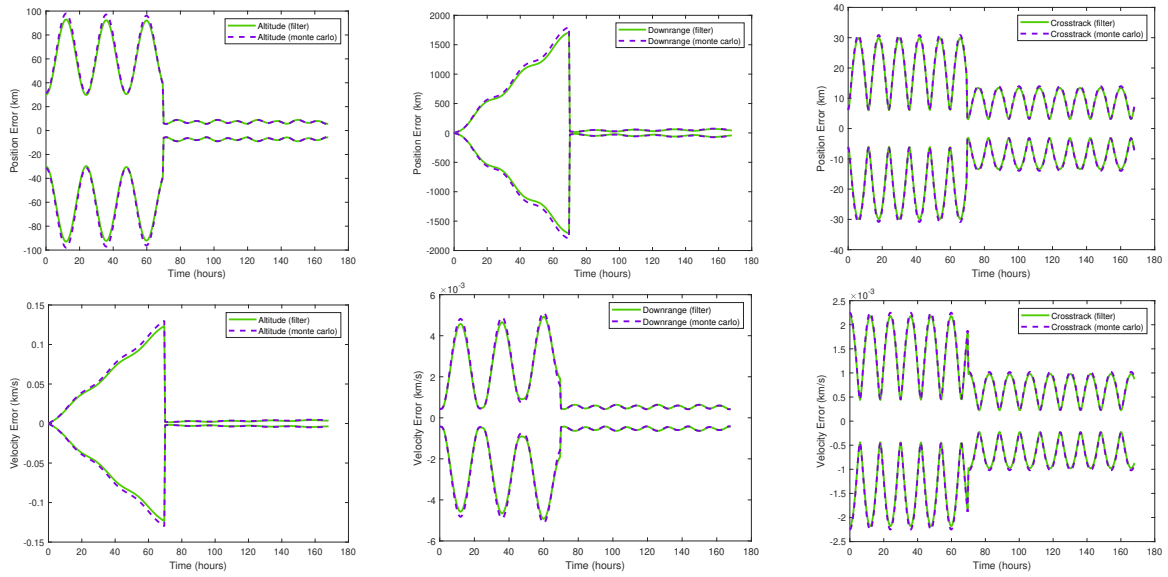 100
80
60
40
20
0
-20
-40
-60
-80
-100
Position Error (km)
0 20 40 60 80 100 120 140 160 180
Time (hours)
Altitude (filter)
Altitude (monte carlo)
2000
1500
1000
500
0
-500
-1000
-1500
-2000
Position Error (km)
0 20 40 60 80 100 120 140 160 180
Time (hours)
Downrange (filter)
Downrange (monte carlo)
40
30
20
10
0
-10
-20
-30
-40
Position Error (km)
0 20 40 60 80 100 120 140 160 180
Time (hours)
Crosstrack (filter)
Crosstrack (monte carlo)
0.15
0.1
0.05
0
-0.05
-0.1
-0.15
Velocity Error (km/s)
0 20 40 60 80 100 120 140 160 180
Time (hours)
Altitude (filter)
Altitude (monte carlo)
×10⁻³
6
4
2
0
-2
-4
-6
Velocity Error (km/s)
0 20 40 60 80 100 120 140 160 180
Time (hours)
Downrange (filter)
Downrange (monte carlo)
×10⁻³
2.5
2
1.5
1
0.5
0
-0.5
-1
-1.5
-2
-2.5
Velocity Error (km/s)
0 20 40 60 80 100 120 140 160 180
Time (hours)
Crosstrack (filter)
Crosstrack (monte carlo)